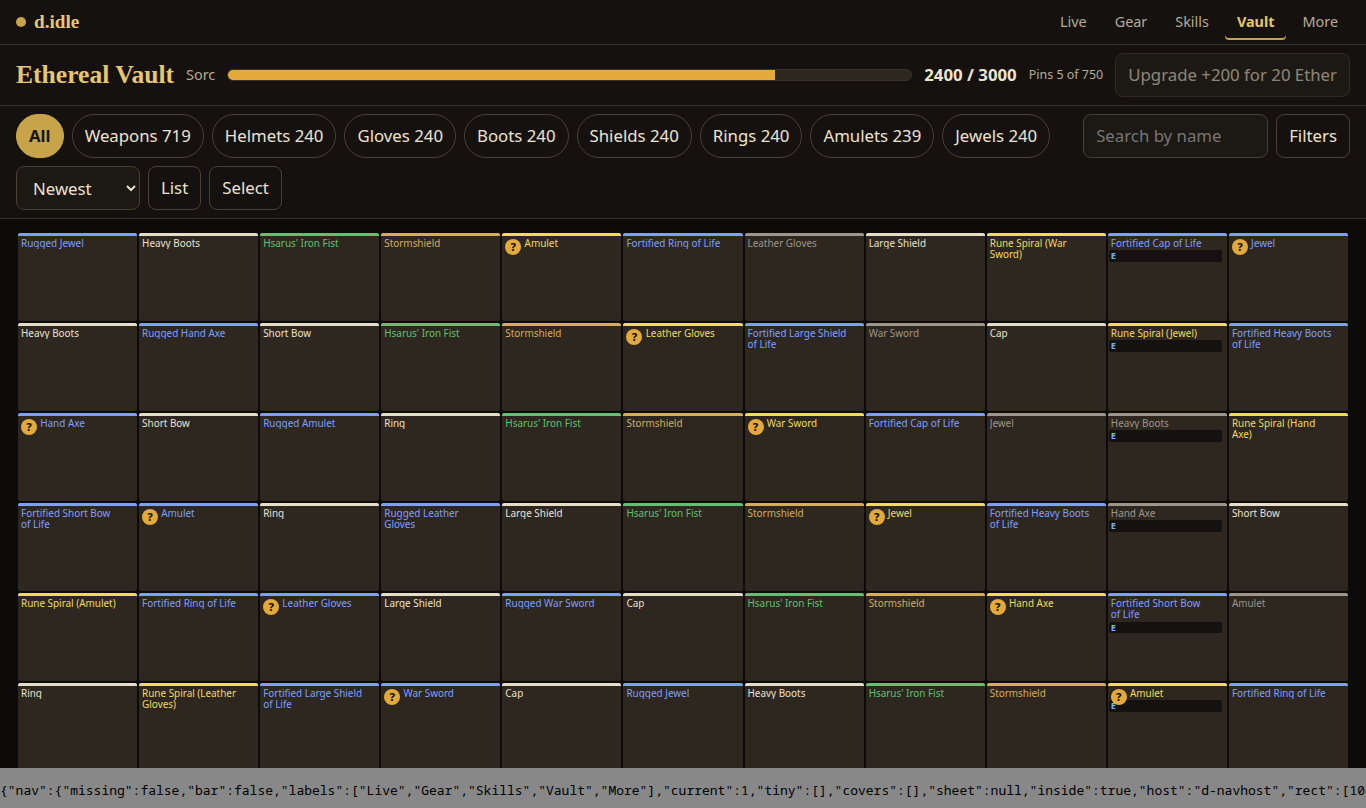 d.idle Live Gear Skills Vault More
Ethereal Vault Sorc 2400 / 3000 Pins 5 of 750 Upgrade +200 for 20 Ether
All Weapons 719 Helmets 240 Gloves 240 Boots 240 Shields 240 Rings 240 Amulets 239 Jewels 240 Search by name Filters
Newest List Select
Rugged Jewel Heavy Boots Hsarus' Iron Fist Stormshield ? Amulet Fortified Ring of Life Leather Gloves Large Shield Rune Spiral (War Fortified Cap of Life ? Jewel
Sword) E
Heavy Boots Rugged Hand Axe Short Bow Hsarus' Iron Fist Stormshield ? Leather Gloves Fortified Large Shield War Sword Cap Rune Spiral (Jewel) Fortified Heavy Boots
of Life E of Life
? Hand Axe Short Bow Rugged Amulet Ring Hsarus' Iron Fist Stormshield ? War Sword Fortified Cap of Life Jewel Heavy Boots Rune Spiral (Hand
E Axe)
Fortified Short Bow ? Amulet Ring Rugged Leather Large Shield Hsarus' Iron Fist Stormshield ? Jewel Fortified Heavy Boots Hand Axe Short Bow
of Life Gloves of Life E
Rune Spiral (Amulet) Fortified Ring of Life ? Leather Gloves Large Shield Rugged War Sword Cap Hsarus' Iron Fist Stormshield ? Hand Axe Fortified Short Bow Amulet
of Life
E
Ring Rune Spiral (Leather Fortified Large Shield ? War Sword Cap Rugged Jewel Heavy Boots Hsarus' Iron Fist Stormshield ? Amulet Fortified Ring of Life
Gloves) of Life E
{"nav":{"missing":false,"bar":false,"labels":["Live","Gear","Skills","Vault","More"],"current":1,"tiny":[],"covers":[],"sheet":null,"inside":true,"host":"d-navhost","rect":[10